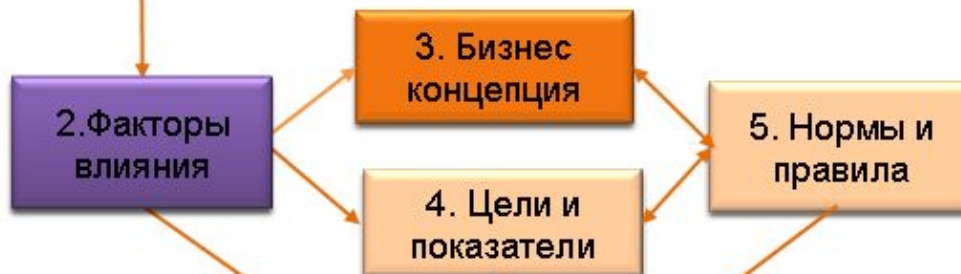 3. Бизнес
концепция
2.Факторы
влияния
5. Нормы и
правила
4. Цели и
показатели